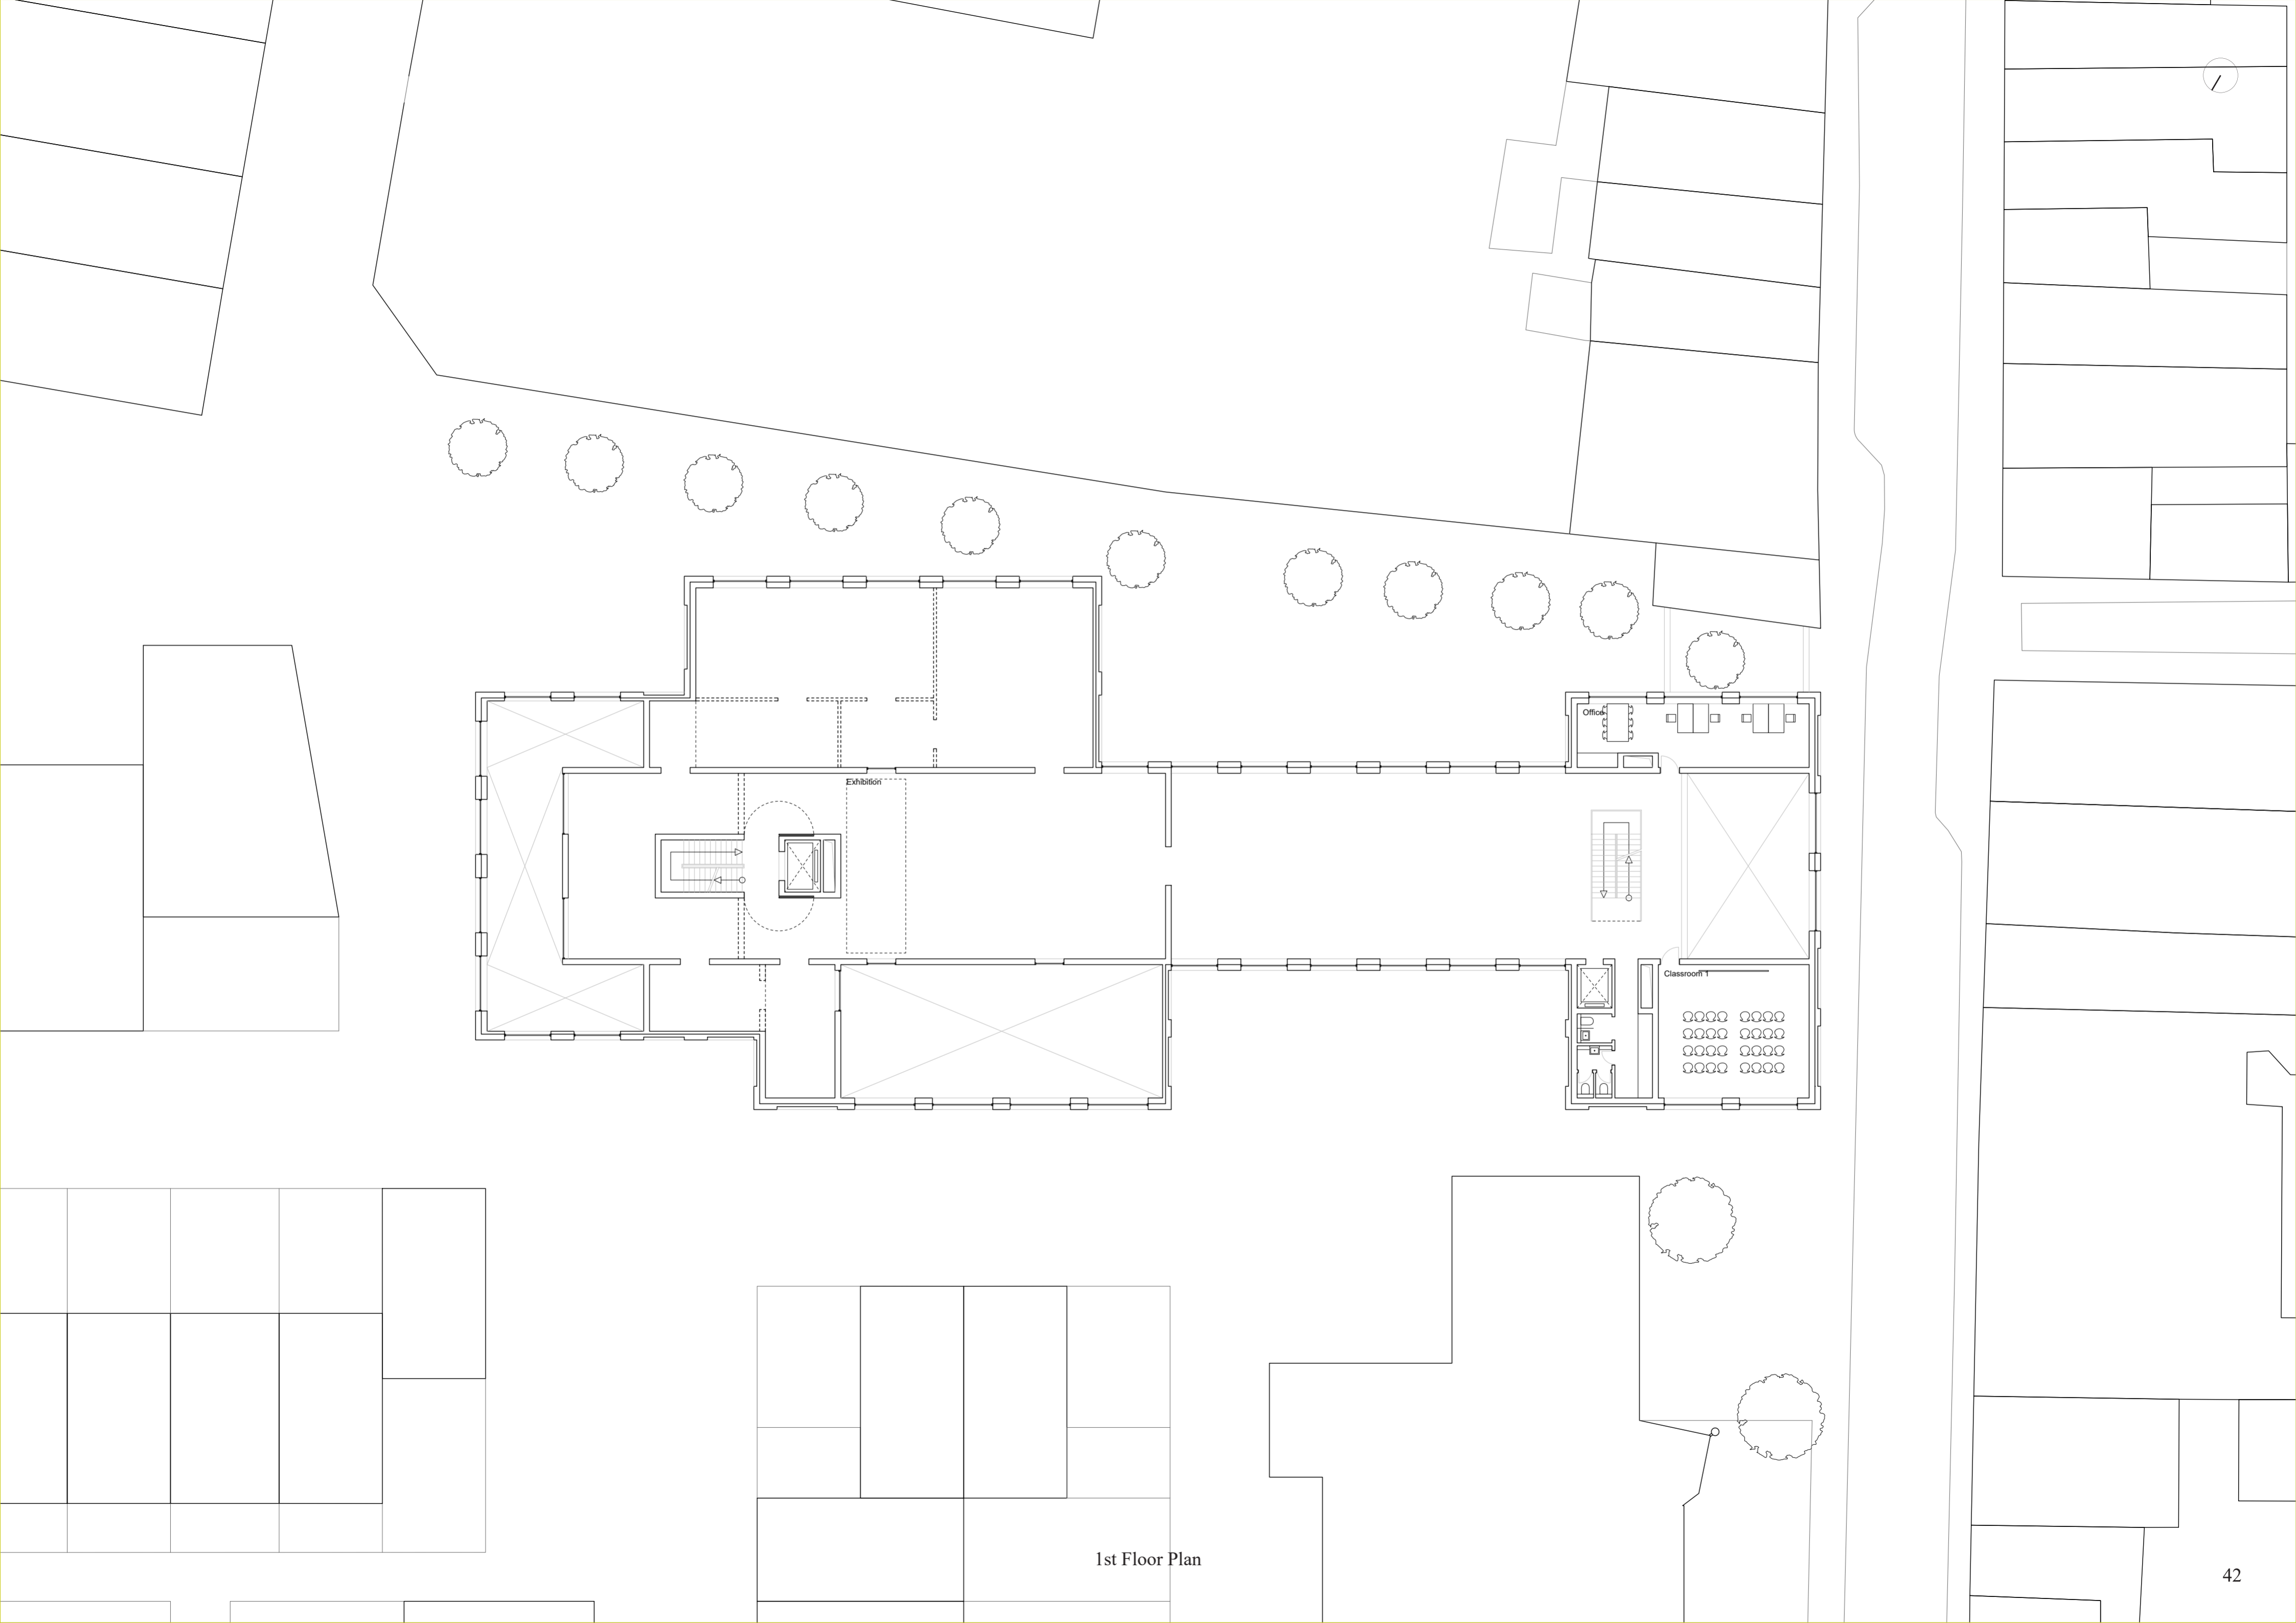 Office
Exhibition
Classroom 1
1st Floor Plan
42